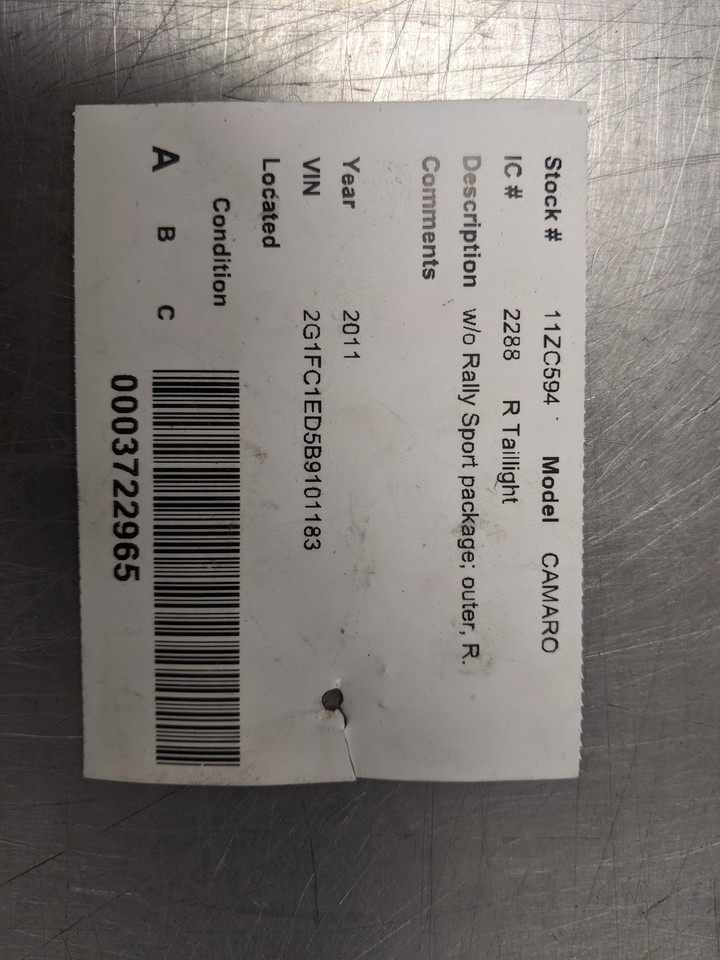 Stock # 11ZC594 Model CAMARO
IC # 2288 R Taillight
Description w/o Rally Sport package; outer, R.
Comments
Year 2011
VIN 2G1FC1ED5B9101183
Located
Condition
A B C
0003722965